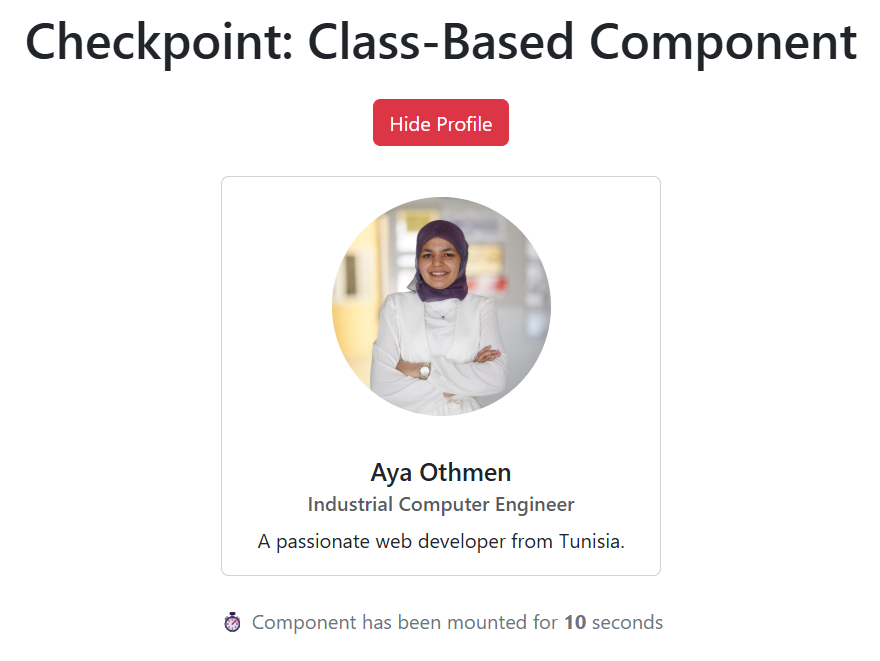 Checkpoint: Class-Based Component
Hide Profile
Aya Othmen
Industrial Computer Engineer
A passionate web developer from Tunisia.
Component has been mounted for 10 seconds